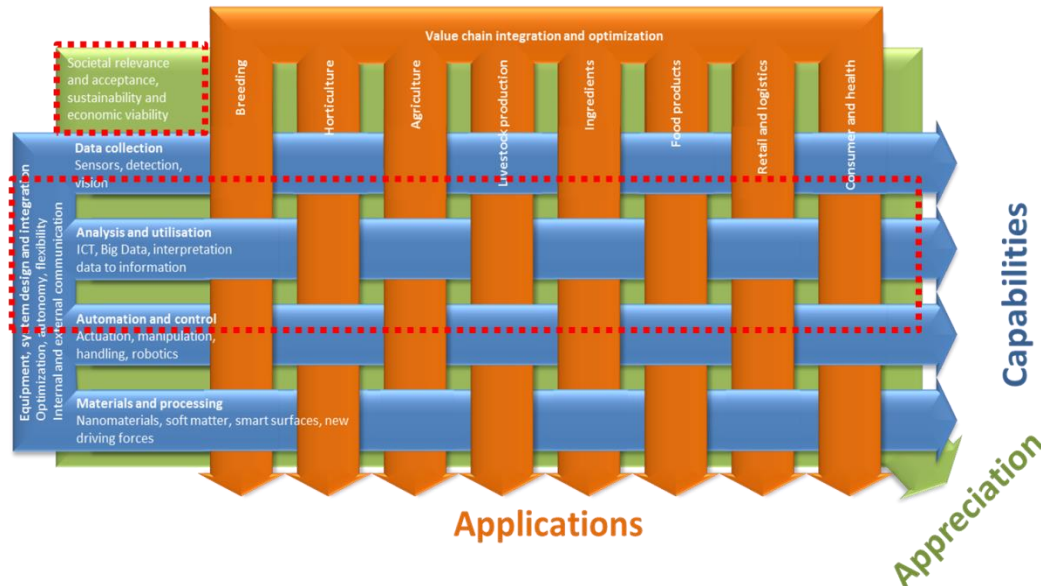 Value chain integration and optimization
Societal relevance
and acceptance,
sustainability and
economic viability
Breeding
Horticulture
Agriculture
Livestock production
Ingredients
Food products
Retail and logistics
Consumer and health
Equipment, system design and integration
Optimization, autonomy, flexibility
Internal and external communication
Data collection
Sensors, detection,
vision
Analysis and utilisation
ICT, Big Data, interpretation
data to information
Automation and control
Actuation, manipulation,
handling, robotics
Materials and processing
Nanomaterials, soft matter, smart surfaces, new
driving forces
Capabilities
Applications
Appreciation